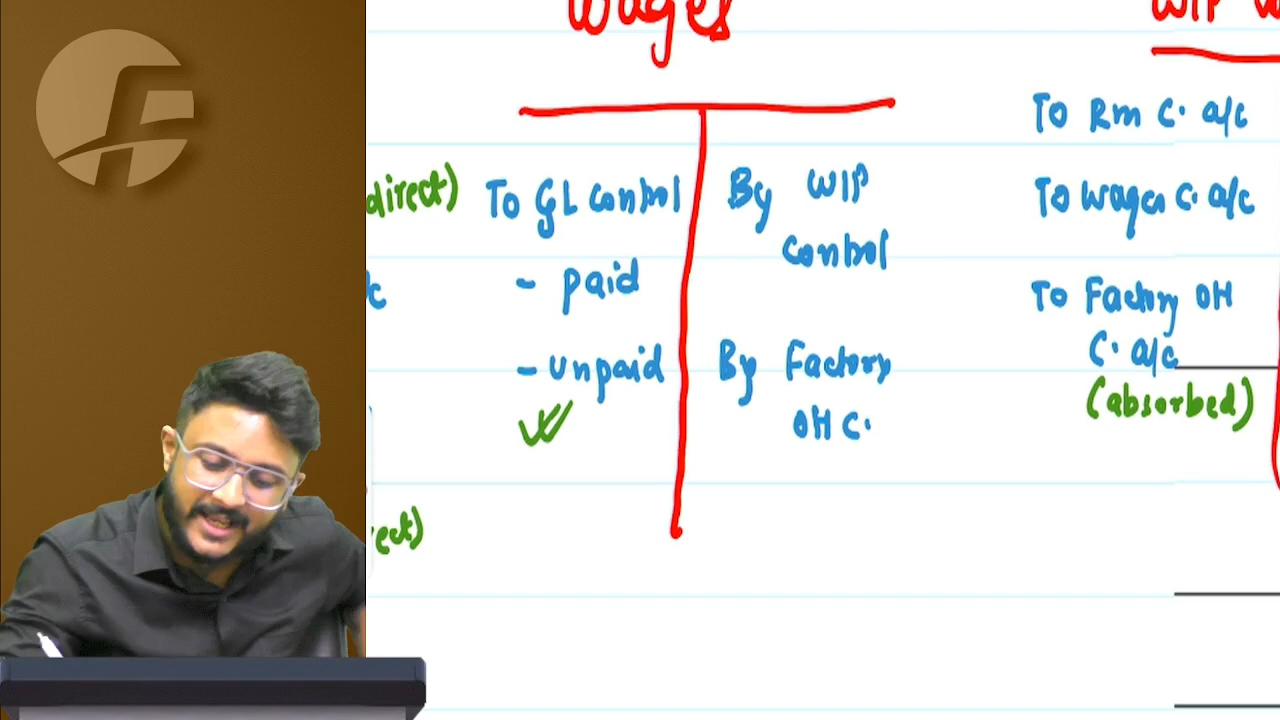 Wages
direct)
To GL control
- paid
- unpaid
By WIP
control
By Factory
OH C.
ect)
WIP
To Rm C. a/c
To wages C. a/c
To Factory OH
C. a/c
(absorbed)